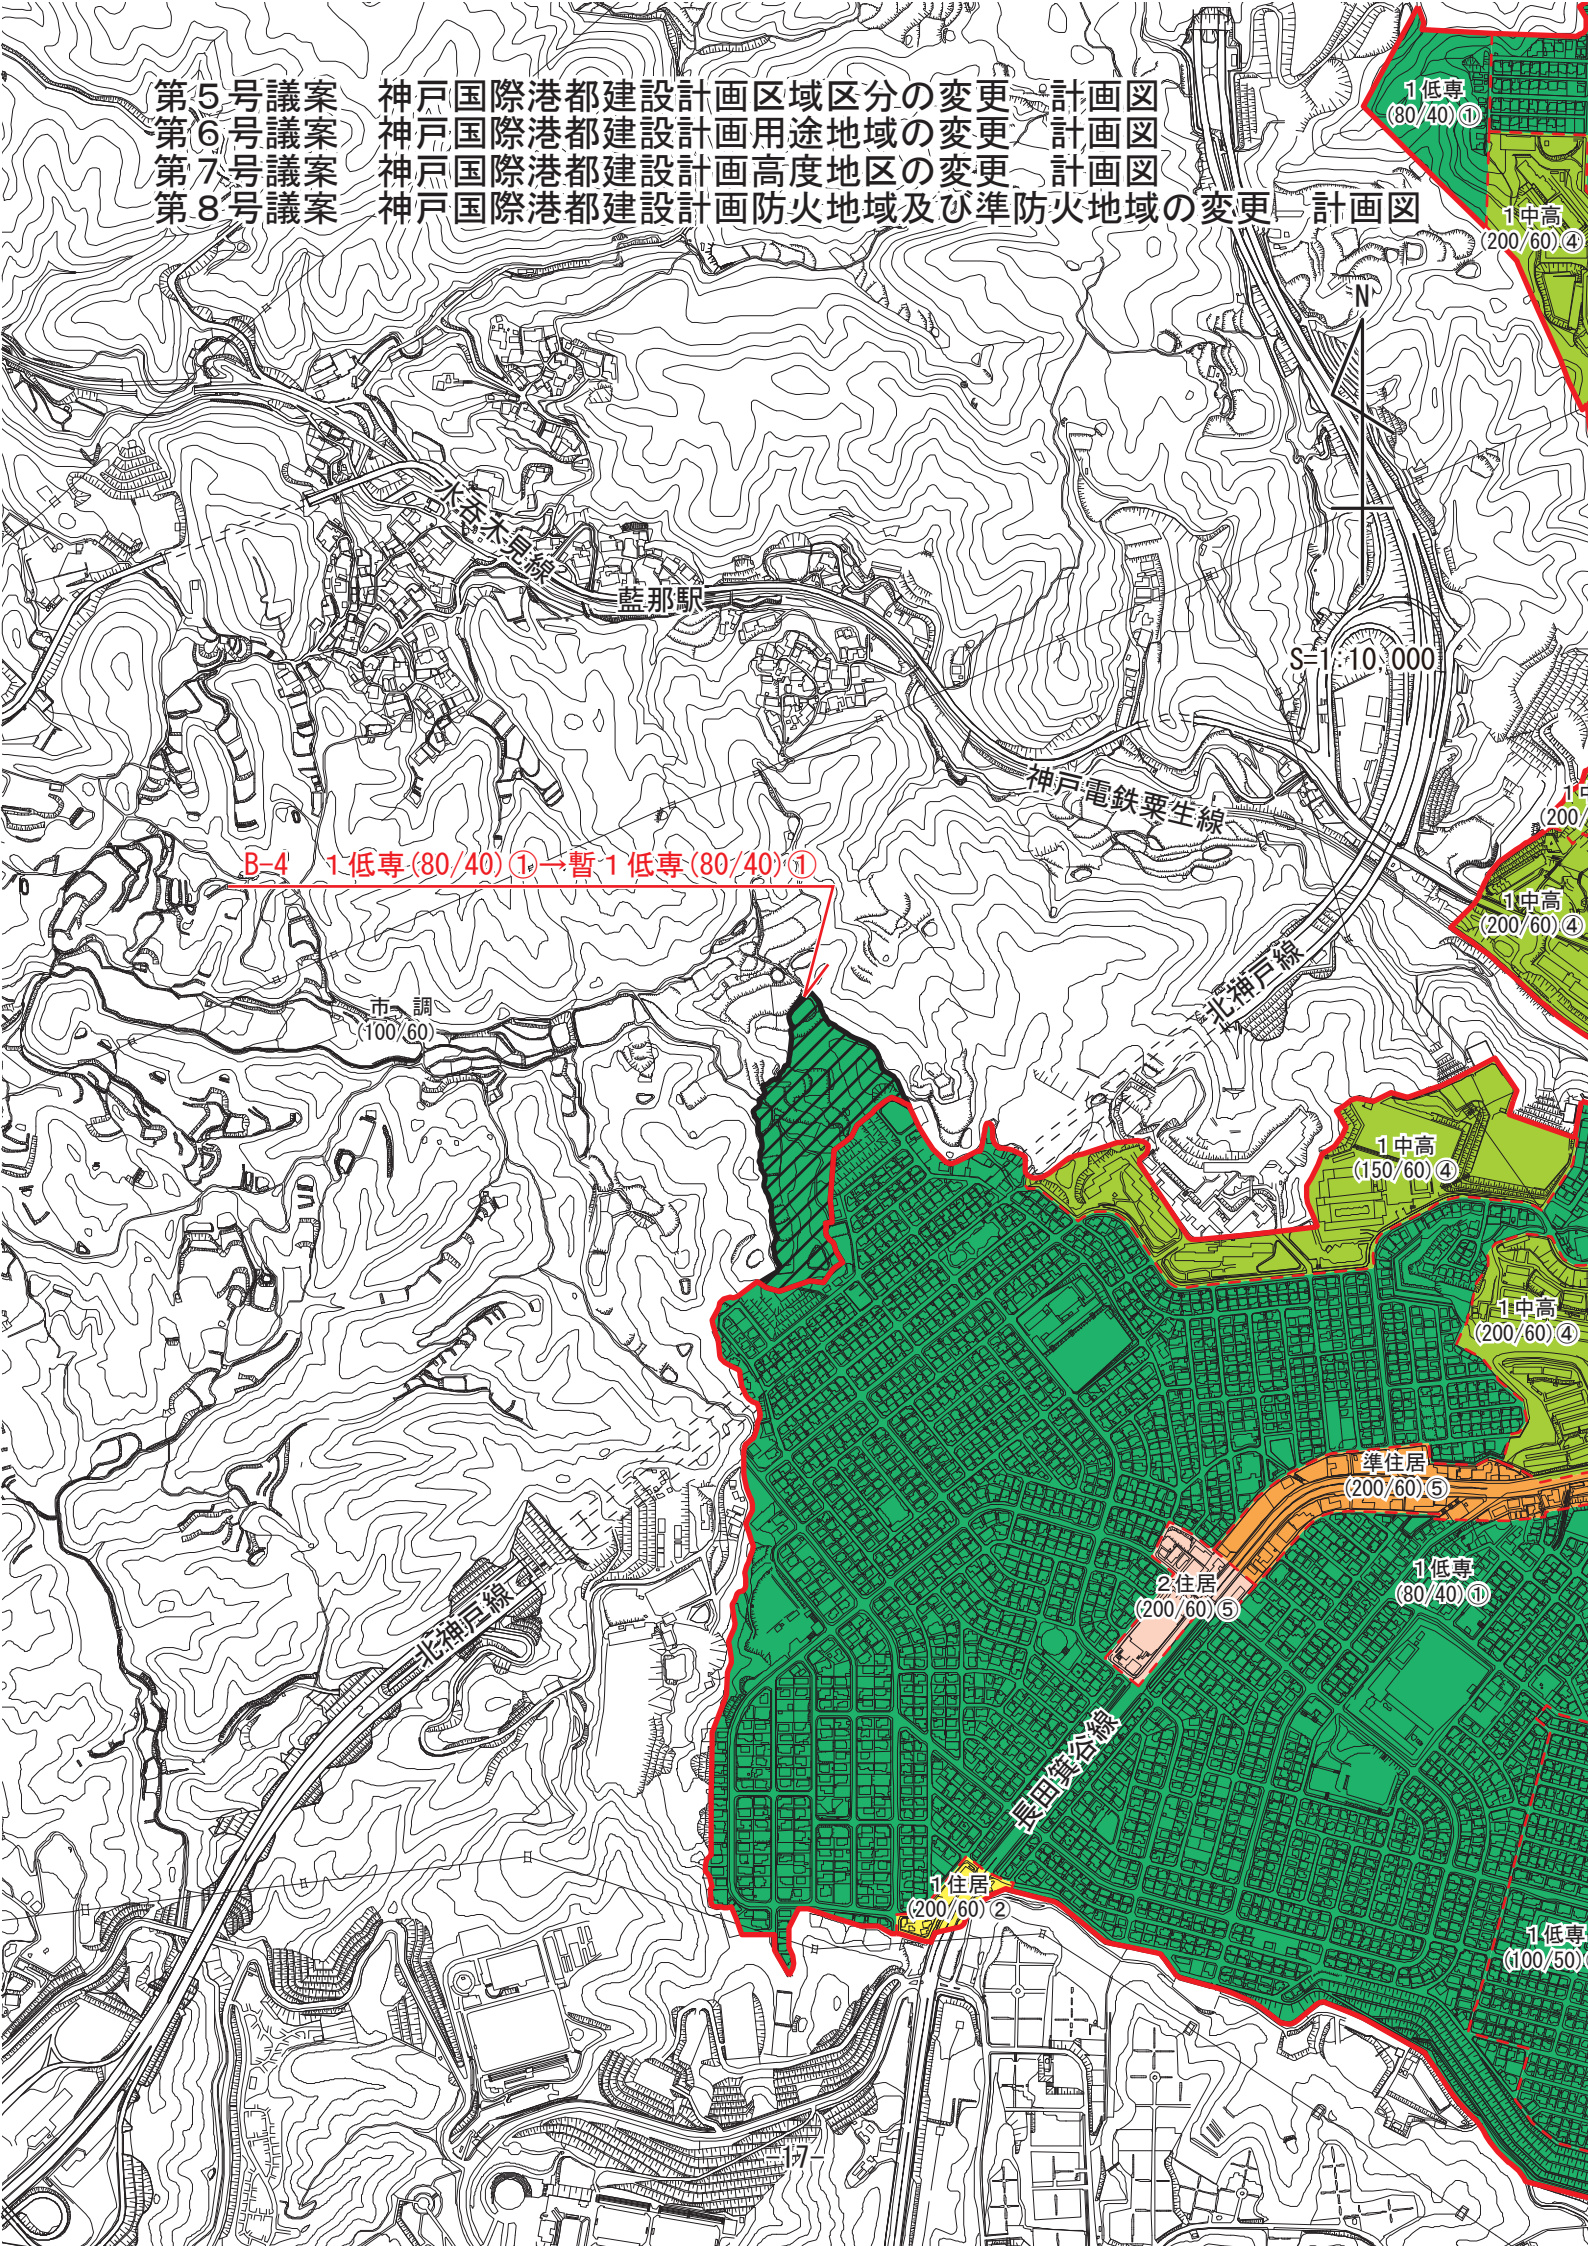 第５号議案　神戸国際港都建設計画区域区分の変更　計画図
第６号議案　神戸国際港都建設計画用途地域の変更　計画図
第７号議案　神戸国際港都建設計画高度地区の変更　計画図
第８号議案　神戸国際港都建設計画防火地域及び準防火地域の変更　計画図
１低専
(80/40)①
１中高
(200/60)④
N
水呑木見線
藍那駅
S=1:10,000
神戸電鉄粟生線
１中
(200/
B-4　１低専(80/40)①→暫１低専(80/40)①
１中高
(200/60)④
北神戸線
市　調
(100/60)
１中高
(150/60)④
１中高
(200/60)④
準住居
(200/60)⑤
２住居
(200/60)⑤
１低専
(80/40)①
北神戸線
長田箕谷線
１住居
(200/60)②
１低専
(100/50)
-17-